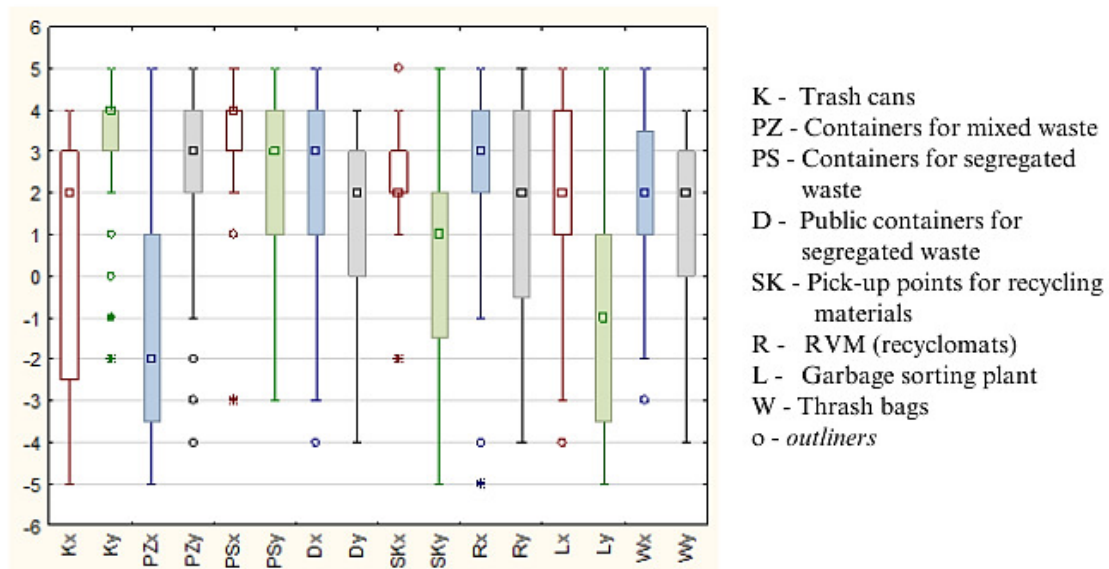 6
5
4
3
2
1
0
-1
-2
-3
-4
-5
-6
Kx Ky PZx PZy PSx PSy Dx Dy SKx SKy Rx Ry Lx Ly Wx Wy
K - Trash cans
PZ - Containers for mixed waste
PS - Containers for segregated
waste
D - Public containers for
segregated waste
SK - Pick-up points for recycling
materials
R - RVM (recyclomats)
L - Garbage sorting plant
W - Thrash bags
o - outliners